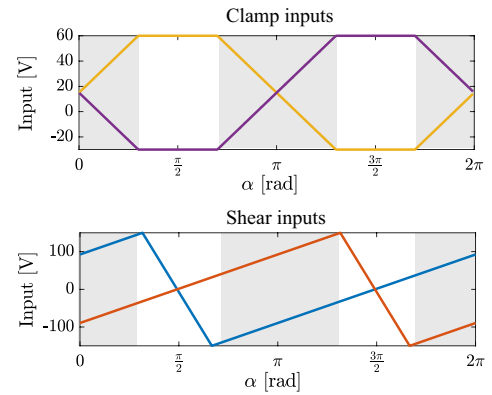 Clamp inputs
60
40
20
0
-20
Input [V]
0
π/2
π
3π/2
2π
α [rad]
Shear inputs
100
0
-100
Input [V]
0
π/2
π
3π/2
2π
α [rad]